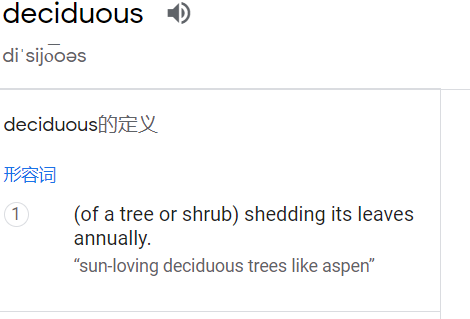 deciduous
diˈsijo͞oəs
deciduous的定义
形容词
1
(of a tree or shrub) shedding its leaves
annually.
“sun-loving deciduous trees like aspen”